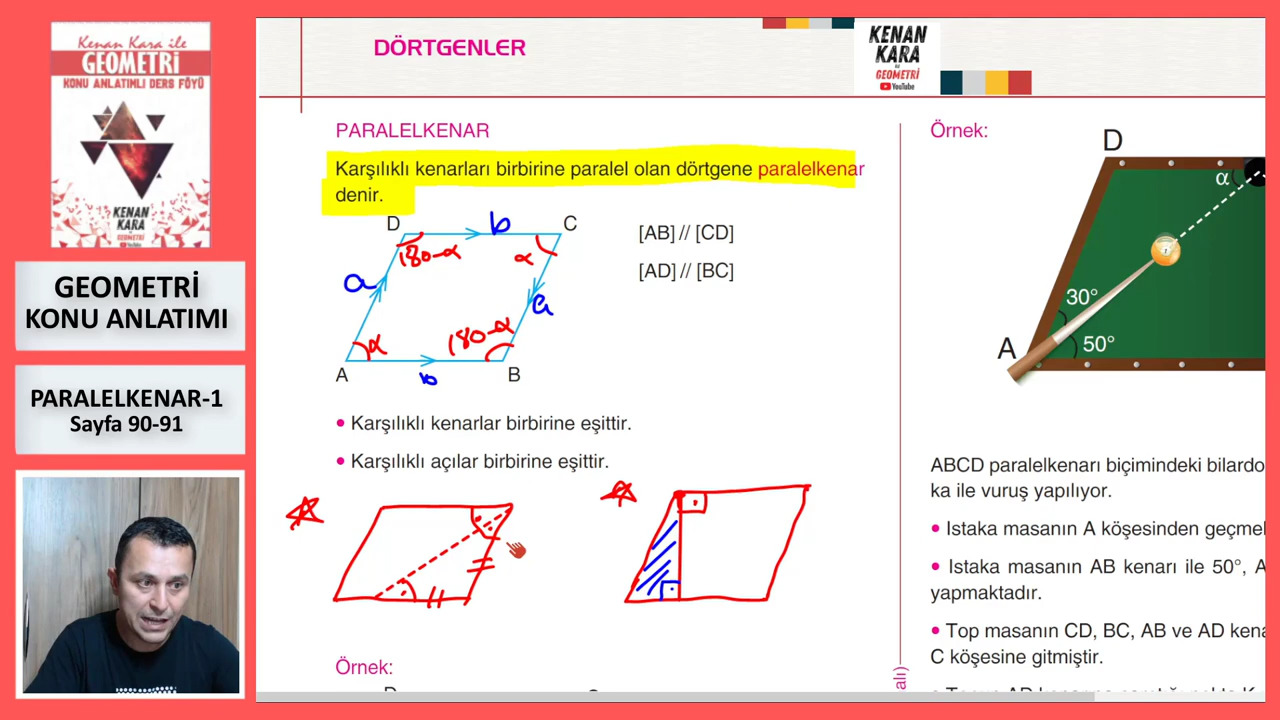 Kenan Kara ile
GEOMETRİ
KONU ANLATIMLI DERS FÖYÜ
KENAN
KARA
GEOMETRİ
KONU ANLATIMI
PARALELKENAR-1
Sayfa 90-91
DÖRTGENLER
KENAN
KARA
ile
GEOMETRİ
YouTube
PARALELKENAR
Karşılıklı kenarları birbirine paralel olan dörtgene paralelkenar
denir.
D b C
180-α α
a a
α 180-α
A b B
[AB] // [CD]
[AD] // [BC]
• Karşılıklı kenarlar birbirine eşittir.
• Karşılıklı açılar birbirine eşittir.
Örnek:
Örnek:
D
α
1
30°
50°
A
ABCD paralelkenarı biçimindeki bilardo
ka ile vuruş yapılıyor.
• Istaka masanın A köşesinden geçmek
• Istaka masanın AB kenarı ile 50°, A
yapmaktadır.
• Top masanın CD, BC, AB ve AD kena
C köşesine gitmiştir.
alı)